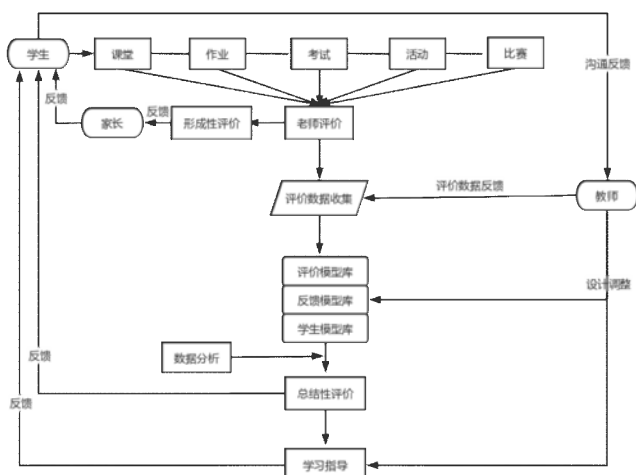 学生
课堂
作业
考试
活动
比赛
沟通反馈
反馈
家长
反馈
形成性评价
老师评价
评价数据收集
评价数据反馈
教师
评价模型库
反馈模型库
学生模型库
设计调整
数据分析
反馈
总结性评价
反馈
学习指导